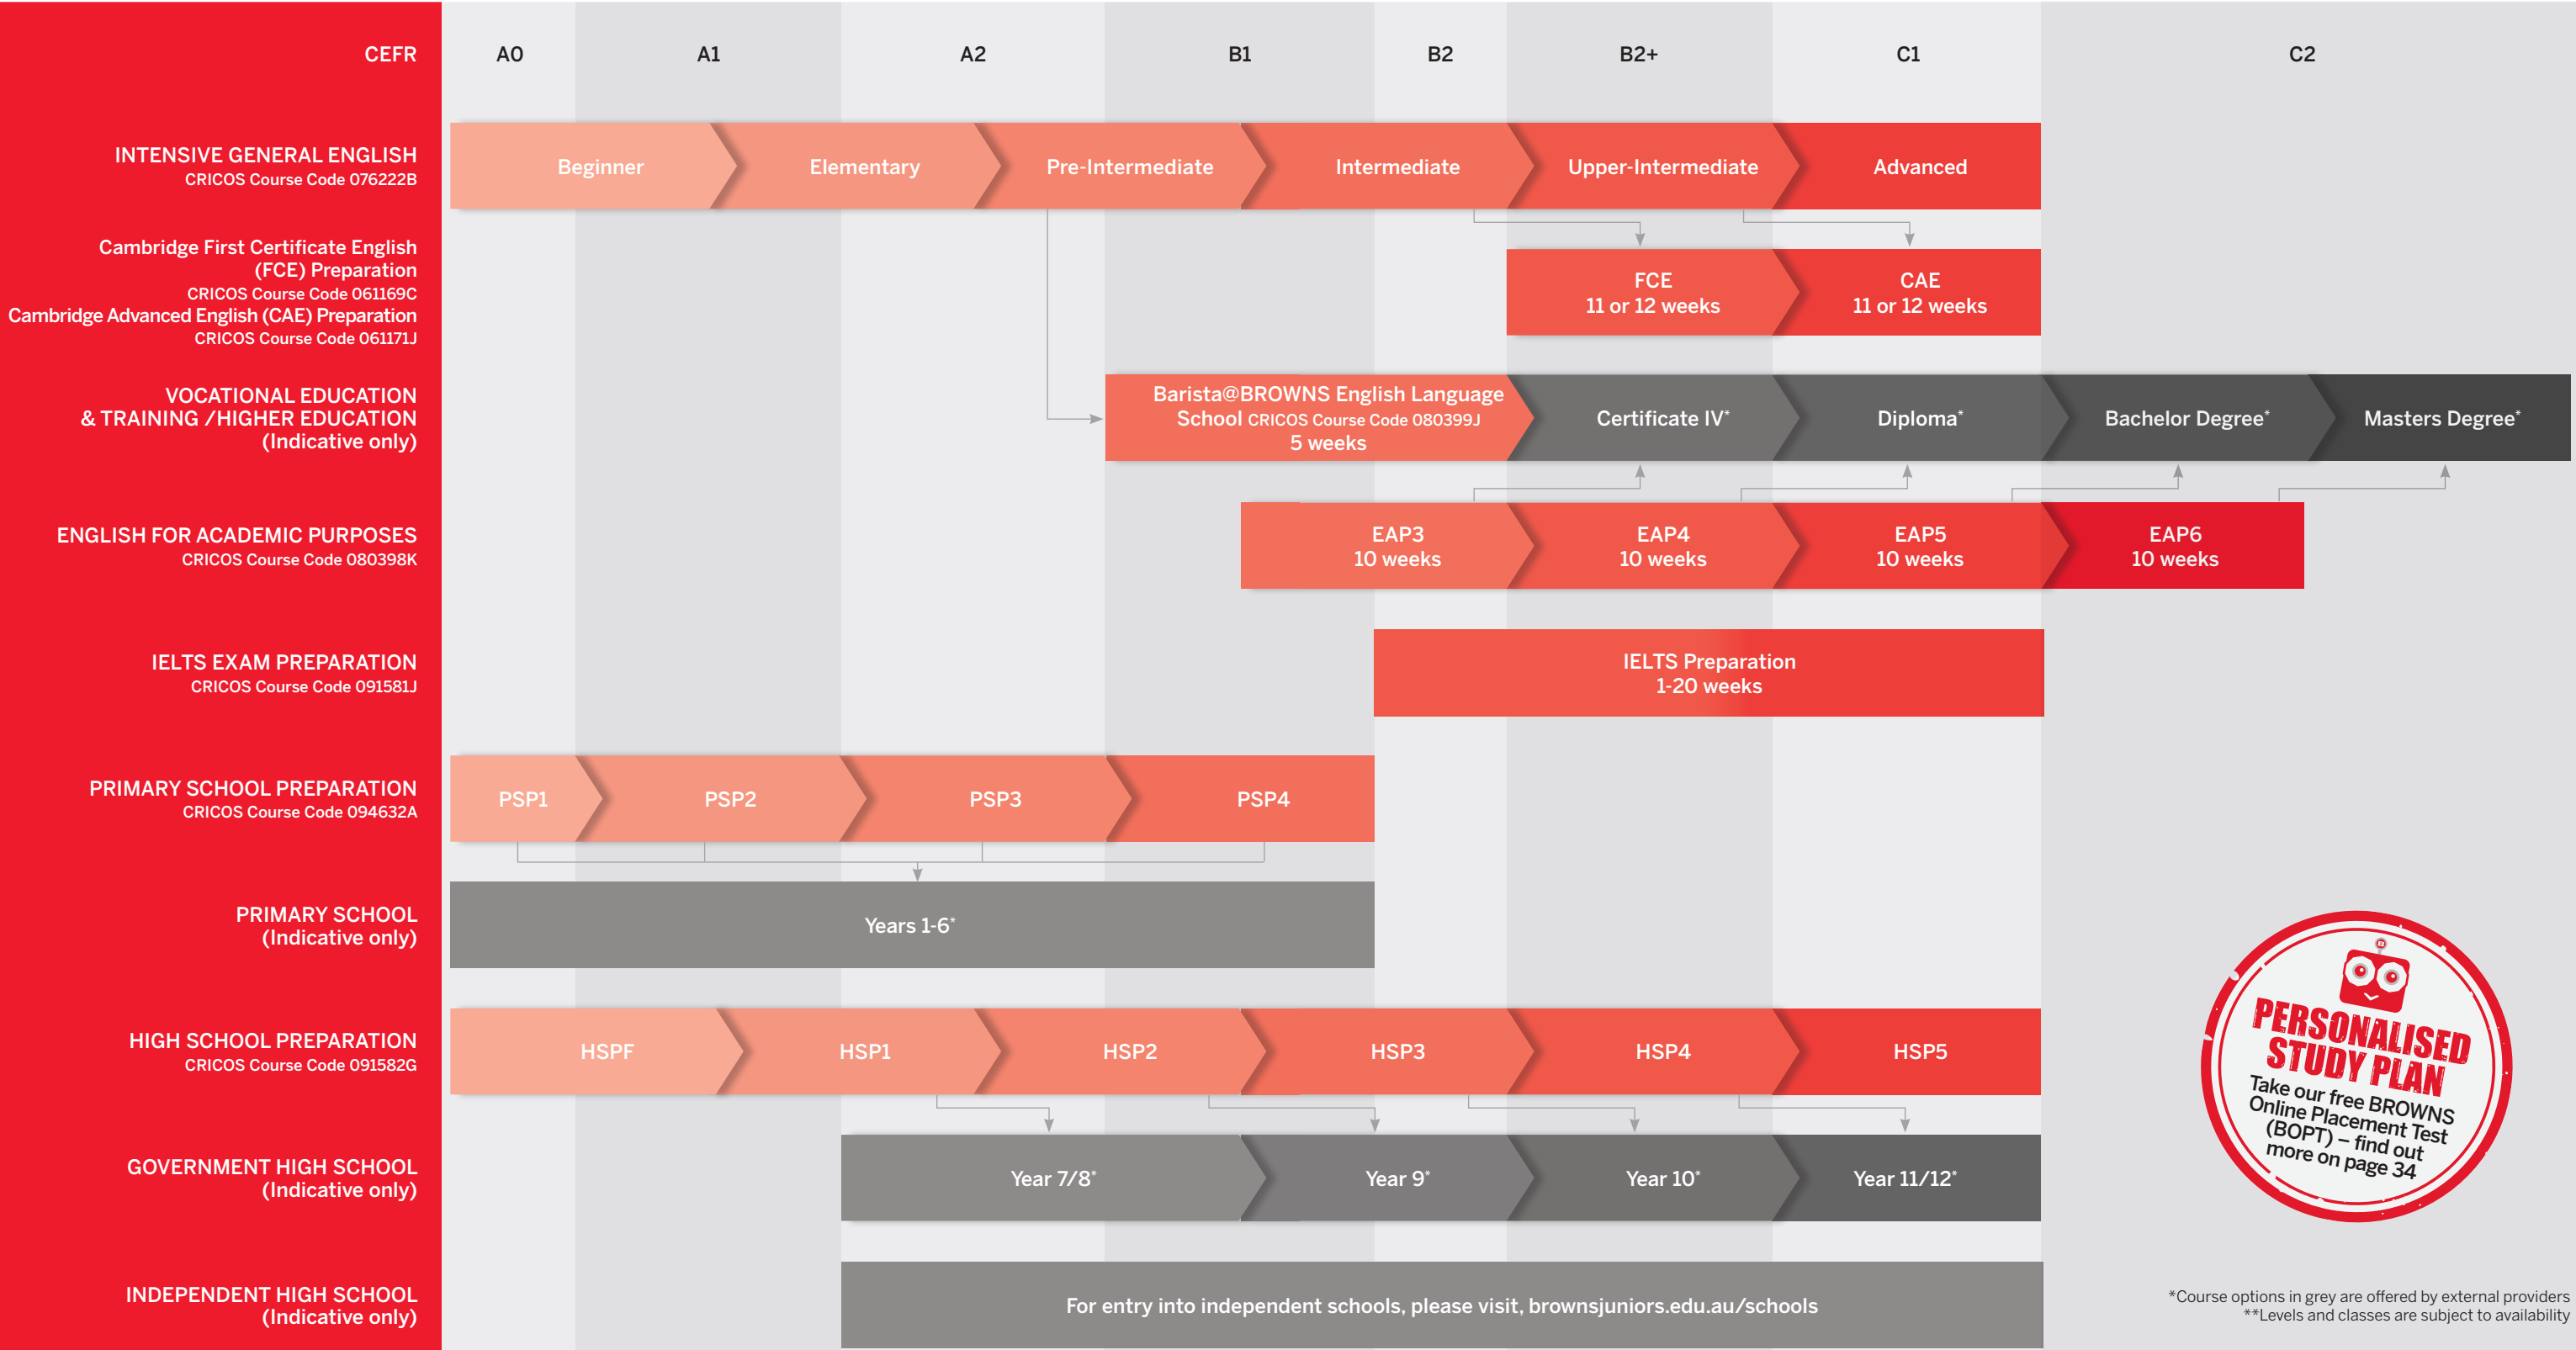 CEFR
A0
A1
A2
B1
B2
B2+
C1
C2
INTENSIVE GENERAL ENGLISH
CRICOS Course Code 076222B
Beginner
Elementary
Pre-Intermediate
Intermediate
Upper-Intermediate
Advanced
Cambridge First Certificate English
(FCE) Preparation
CRICOS Course Code 061169C
Cambridge Advanced English (CAE) Preparation
CRICOS Course Code 061171J
FCE
11 or 12 weeks
CAE
11 or 12 weeks
VOCATIONAL EDUCATION
& TRAINING /HIGHER EDUCATION
(Indicative only)
Barista@BROWNS English Language
School CRICOS Course Code 080399J
5 weeks
Certificate IV*
Diploma*
Bachelor Degree*
Masters Degree*
ENGLISH FOR ACADEMIC PURPOSES
CRICOS Course Code 080398K
EAP3
10 weeks
EAP4
10 weeks
EAP5
10 weeks
EAP6
10 weeks
IELTS EXAM PREPARATION
CRICOS Course Code 091581J
IELTS Preparation
1-20 weeks
PRIMARY SCHOOL PREPARATION
CRICOS Course Code 094632A
PSP1
PSP2
PSP3
PSP4
PRIMARY SCHOOL
(Indicative only)
Years 1-6*
HIGH SCHOOL PREPARATION
CRICOS Course Code 091582G
HSPF
HSP1
HSP2
HSP3
HSP4
HSP5
GOVERNMENT HIGH SCHOOL
(Indicative only)
Year 7/8*
Year 9*
Year 10*
Year 11/12*
INDEPENDENT HIGH SCHOOL
(Indicative only)
For entry into independent schools, please visit, brownsjuniors.edu.au/schools
PERSONALISED
STUDY PLAN
Take our free BROWNS
Online Placement Test
(BOPT) – find out
more on page 34
*Course options in grey are offered by external providers
**Levels and classes are subject to availability